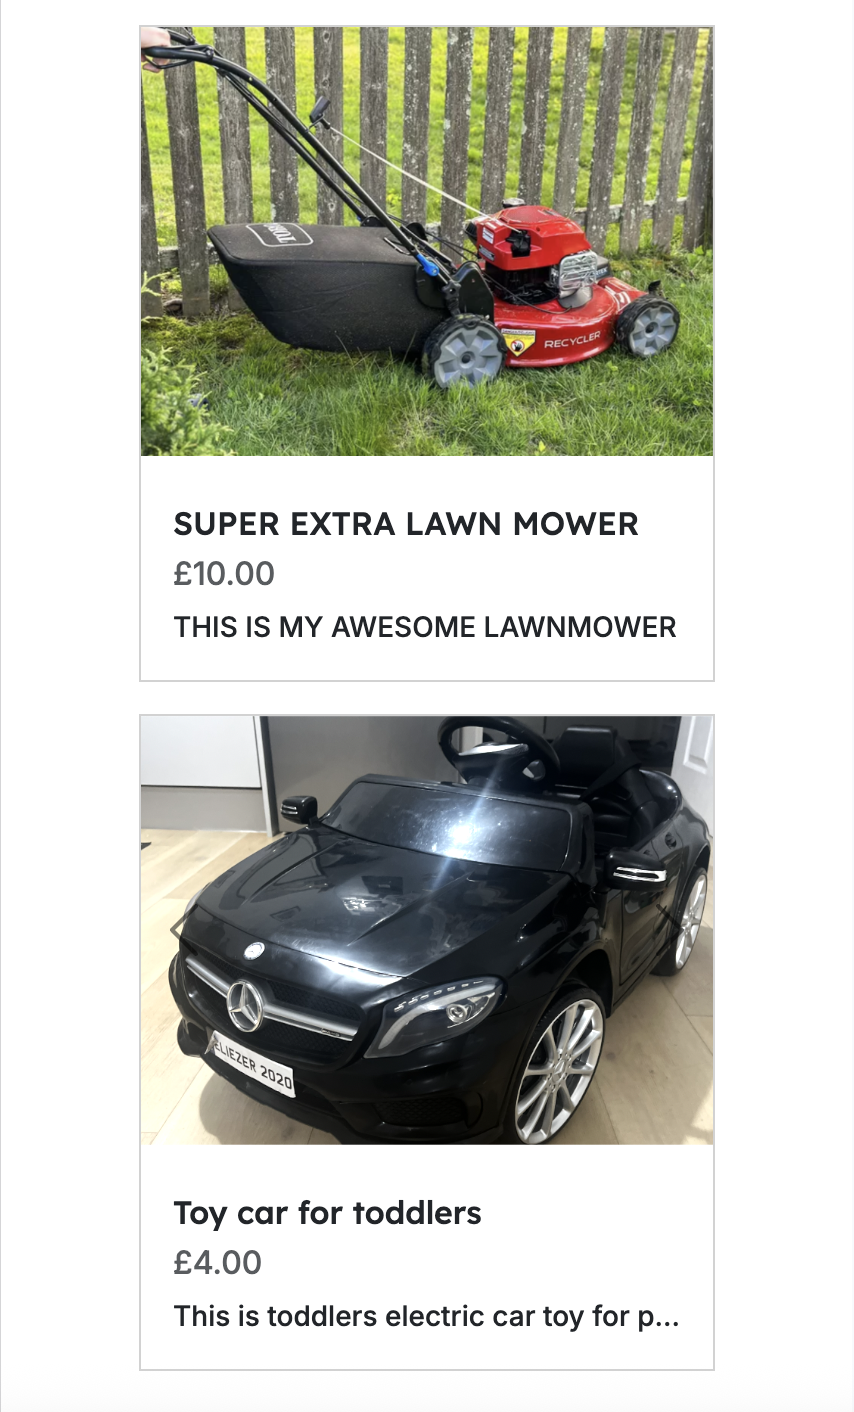 TORO
RECYCLER
SUPER EXTRA LAWN MOWER
£10.00
THIS IS MY AWESOME LAWNMOWER
ELIEZER 2020
Toy car for toddlers
£4.00
This is toddlers electric car toy for p...